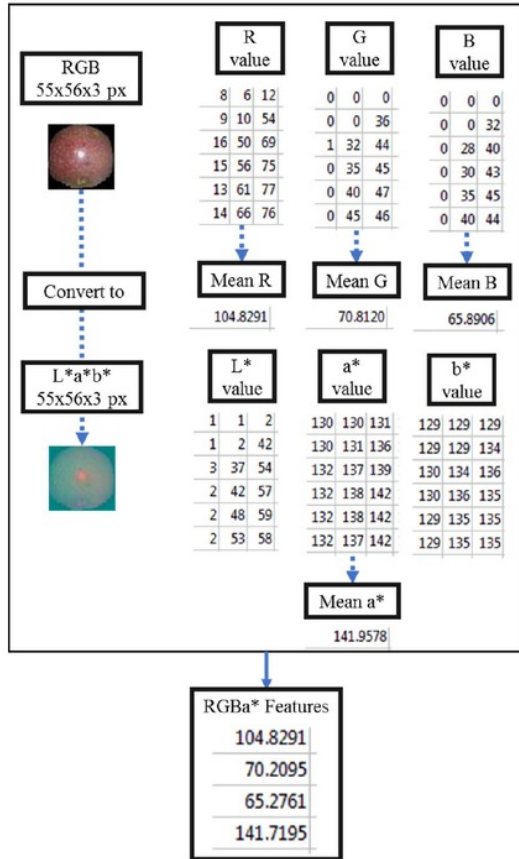 RGB
55x56x3 px
Convert to
L*a*b*
55x56x3 px
R
value
8 6 12
9 10 54
16 50 69
15 56 75
13 61 77
14 66 76
Mean R
104.8291
G
value
0 0 0
0 0 36
1 32 44
0 35 45
0 40 47
0 45 46
Mean G
70.8120
B
value
0 0 0
0 0 32
0 28 40
0 30 43
0 35 45
0 40 44
Mean B
65.8906
L*
value
1 1 2
1 2 42
3 37 54
2 42 57
2 48 59
2 53 58
a*
value
130 130 131
130 131 136
132 137 139
132 138 142
132 138 142
132 137 142
Mean a*
141.9578
b*
value
129 129 129
129 129 134
130 134 136
130 136 135
129 135 135
129 135 135
RGBa* Features
104.8291
70.2095
65.2761
141.7195